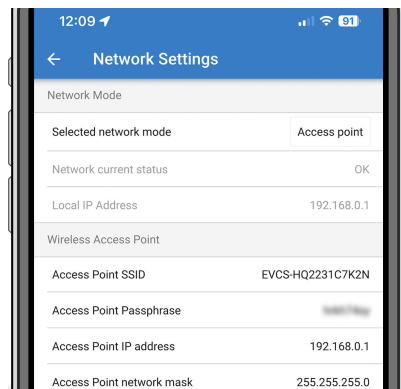 12:09
91
Network Settings
Network Mode
Selected network mode Access point
Network current status OK
Local IP Address 192.168.0.1
Wireless Access Point
Access Point SSID EVCS-HQ2231C7K2N
Access Point Passphrase
Access Point IP address 192.168.0.1
Access Point network mask 255.255.255.0